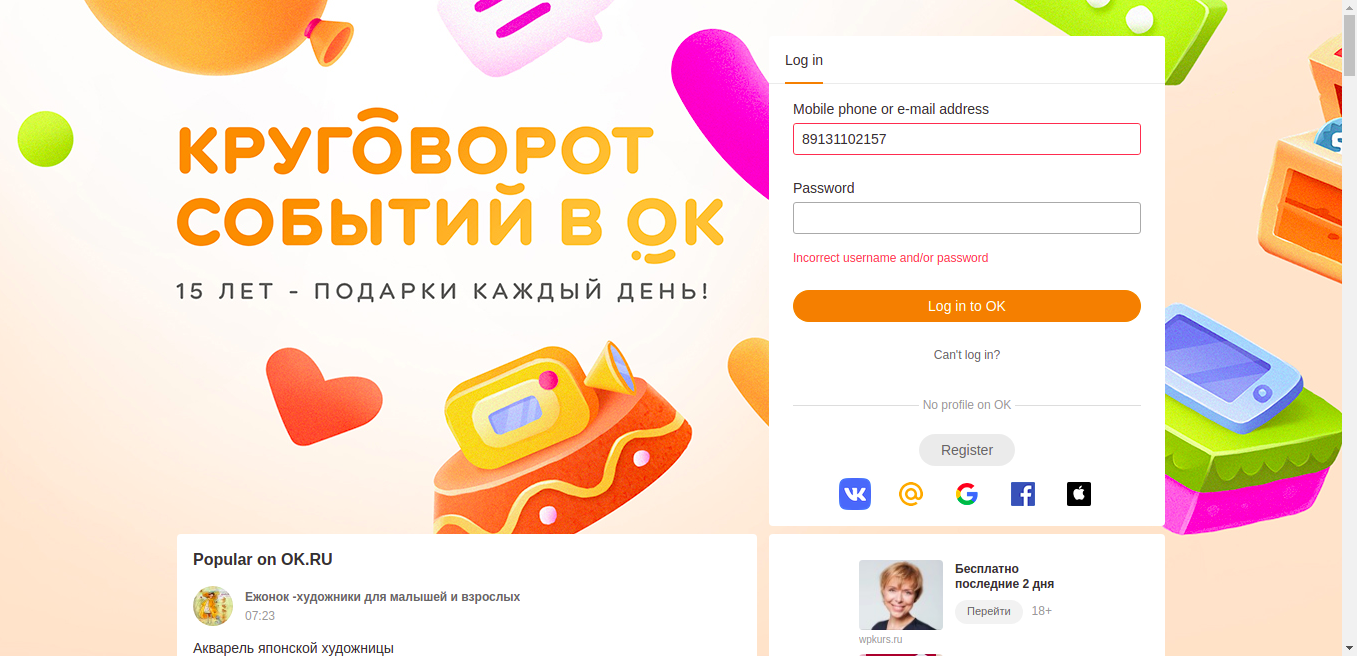 КРУГОВОРОТ
СОБЫТИЙ В ОК
15 ЛЕТ - ПОДАРКИ КАЖДЫЙ ДЕНЬ!
Log in
Mobile phone or e-mail address
89131102157
Password
Incorrect username and/or password
Log in to OK
Can't log in?
No profile on OK
Register
Popular on OK.RU
Ежонок -художники для малышей и взрослых
07:23
Акварель японской художницы
Бесплатно
последние 2 дня
Перейти 18+
wpkurs.ru